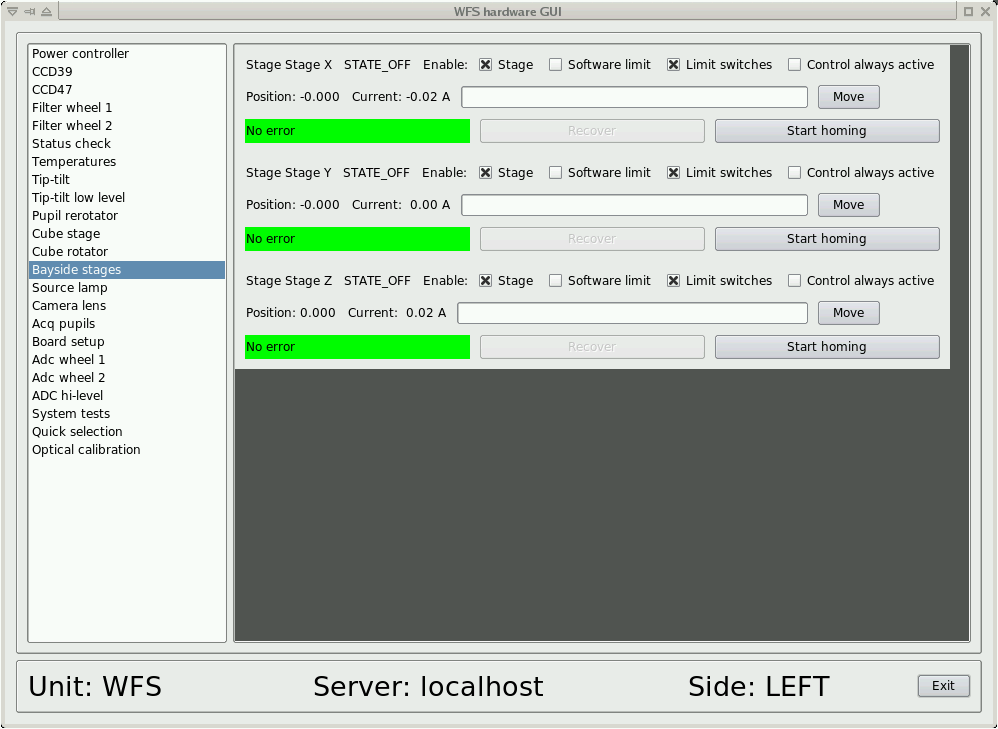 WFS hardware GUI
Power controller
CCD39
CCD47
Filter wheel 1
Filter wheel 2
Status check
Temperatures
Tip-tilt
Tip-tilt low level
Pupil rerotator
Cube stage
Cube rotator
Bayside stages
Source lamp
Camera lens
Acq pupils
Board setup
Adc wheel 1
Adc wheel 2
ADC hi-level
System tests
Quick selection
Optical calibration
Stage Stage X STATE_OFF Enable: Stage Software limit Limit switches Control always active
Position: -0.000 Current: -0.02 A Move
No error Recover Start homing
Stage Stage Y STATE_OFF Enable: Stage Software limit Limit switches Control always active
Position: -0.000 Current: 0.00 A Move
No error Recover Start homing
Stage Stage Z STATE_OFF Enable: Stage Software limit Limit switches Control always active
Position: 0.000 Current: 0.02 A Move
No error Recover Start homing
Unit: WFS Server: localhost Side: LEFT Exit